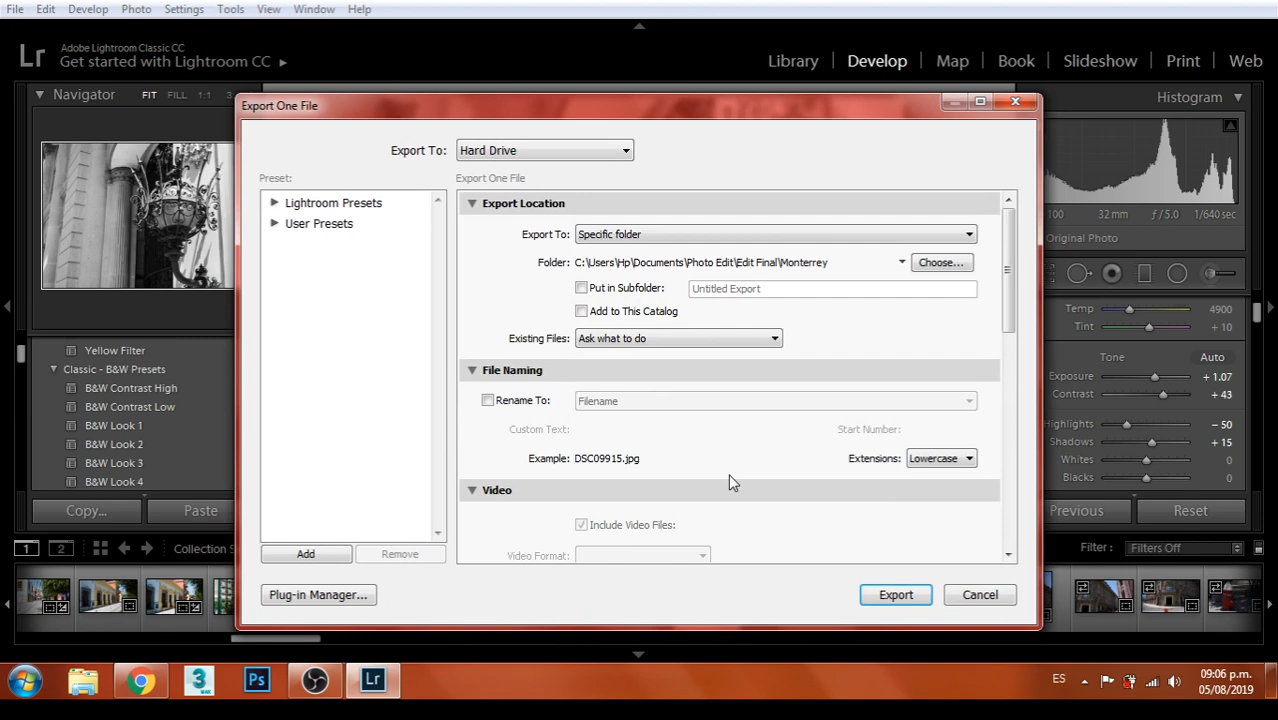 File Edit Develop Photo Settings Tools View Window Help
Lr Adobe Lightroom Classic CC
Get started with Lightroom CC
Library Develop Map Book Slideshow Print Web
Navigator FIT FILL 1:1 3
Histogram
Export One File
Export To: Hard Drive
Preset:
Lightroom Presets
User Presets
Add Remove
Export One File
Export Location
Export To: Specific folder
Folder: C:\Users\Hp\Documents\Photo Edit\Edit Final\Monterrey Choose...
Put in Subfolder: Untitled Export
Add to This Catalog
Existing Files: Ask what to do
File Naming
Rename To: Filename
Custom Text: Start Number:
Example: DSC09915.jpg Extensions: Lowercase
Video
Include Video Files:
Video Format:
Plug-in Manager... Export Cancel
100 32 mm ƒ / 5.0 1/640 sec
Original Photo
Temp 4900
Tint + 10
Tone Auto
Exposure + 1.07
Contrast + 43
Highlights – 50
Shadows + 15
Whites 0
Blacks 0
Previous Reset
Yellow Filter
Classic - B&W Presets
B&W Contrast High
B&W Contrast Low
B&W Look 1
B&W Look 2
B&W Look 3
B&W Look 4
Copy... Paste
1 2 Collection S
Filter : Filters Off
3 Ps Lr
ES 09:06 p.m.
05/08/2019